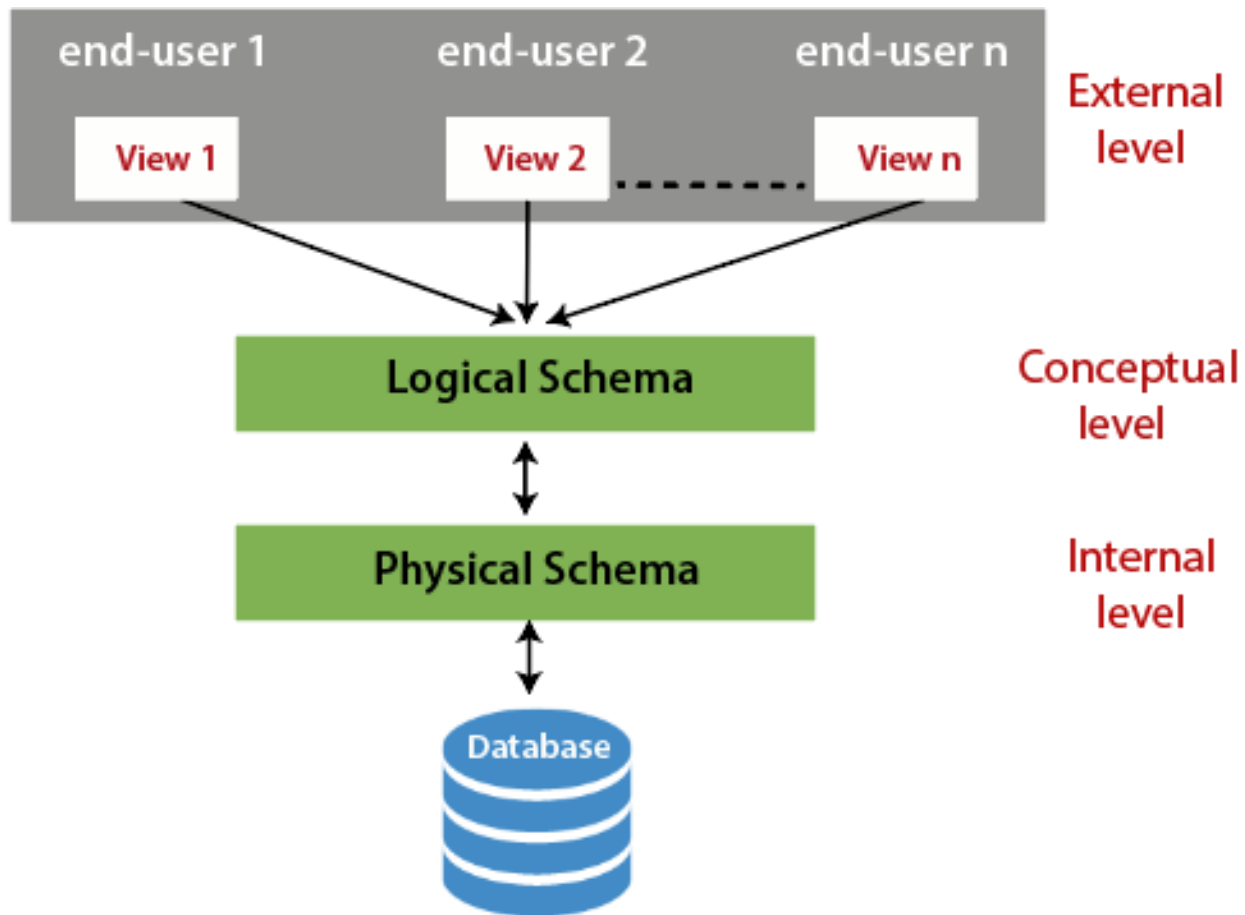 end-user 1
end-user 2
end-user n
View 1
View 2
View n
External
level
Logical Schema
Conceptual
level
Physical Schema
Internal
level
Database